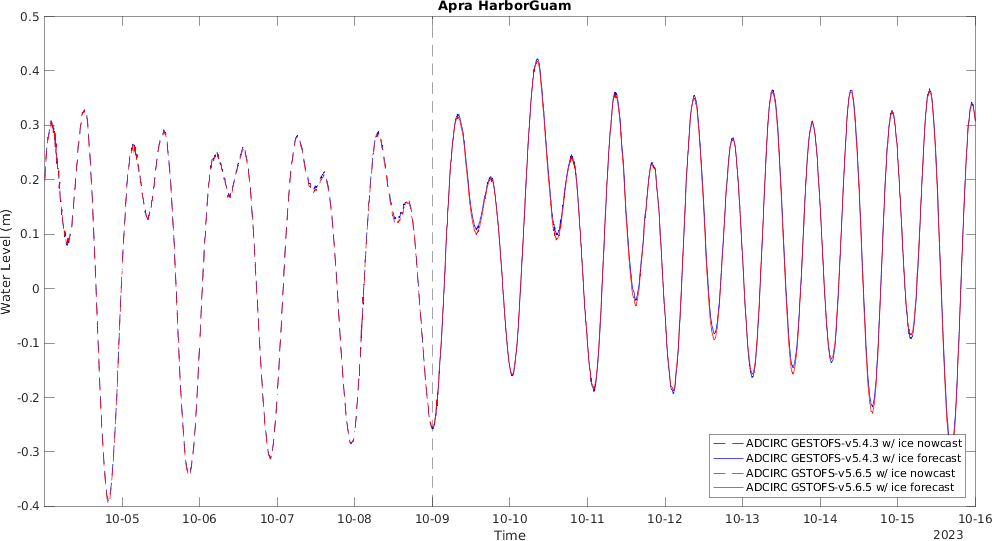 Apra HarborGuam
0.5
0.4
0.3
0.2
0.1
0
-0.1
-0.2
-0.3
-0.4
Water Level (m)
10-05 10-06 10-07 10-08 10-09 10-10 10-11 10-12 10-13 10-14 10-15 10-16
Time
2023
ADCIRC GESTOFS-v5.4.3 w/ ice nowcast
ADCIRC GESTOFS-v5.4.3 w/ ice forecast
ADCIRC GSTOFS-v5.6.5 w/ ice nowcast
ADCIRC GSTOFS-v5.6.5 w/ ice forecast